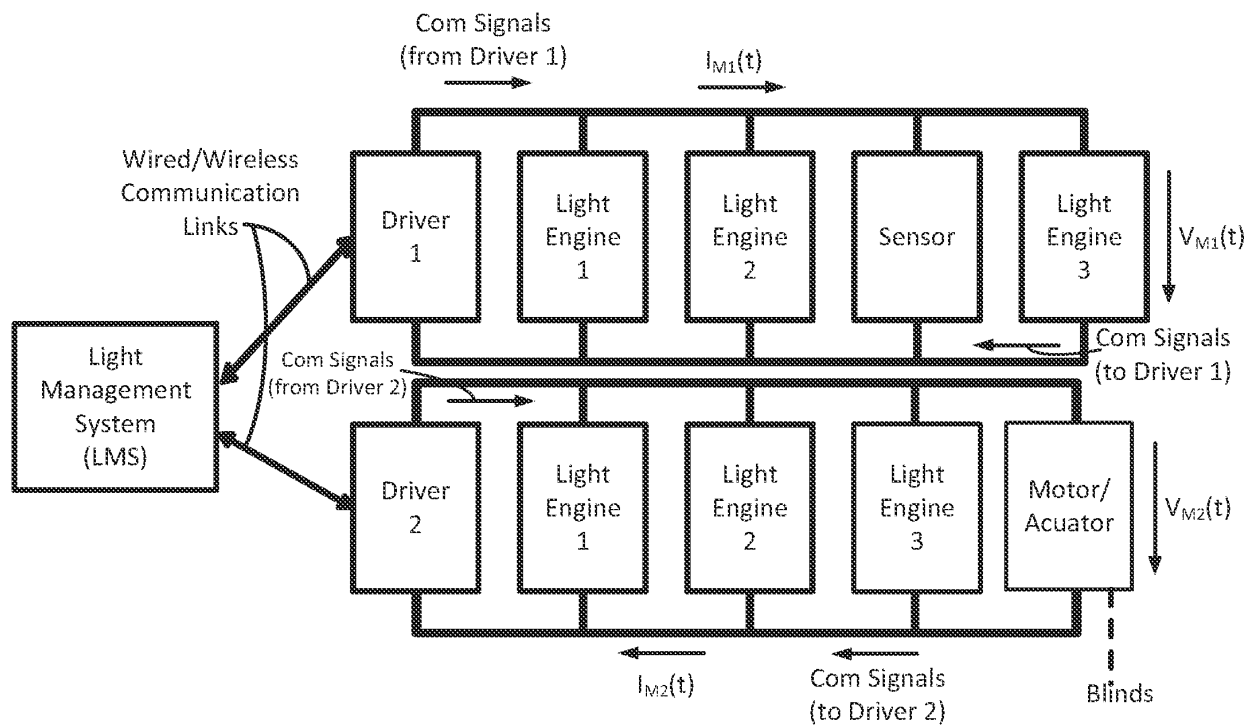 Com Signals
(from Driver 1)
I_M1(t)
Wired/Wireless
Communication
Links
Driver
1
Light
Engine
1
Light
Engine
2
Sensor
Light
Engine
3
V_M1(t)
Com Signals
(to Driver 1)
Light
Management
System
(LMS)
Com Signals
(from Driver 2)
Driver
2
Light
Engine
1
Light
Engine
2
Light
Engine
3
Motor/
Acuator
V_M2(t)
I_M2(t)
Com Signals
(to Driver 2)
Blinds